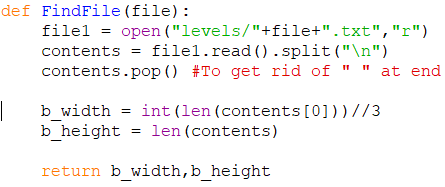 def FindFile(file):
    file1 = open("levels/"+file+".txt","r")
    contents = file1.read().split("\n")
    contents.pop() #To get rid of " " at end
    b_width = int(len(contents[0]))//3
    b_height = len(contents)
    return b_width,b_height